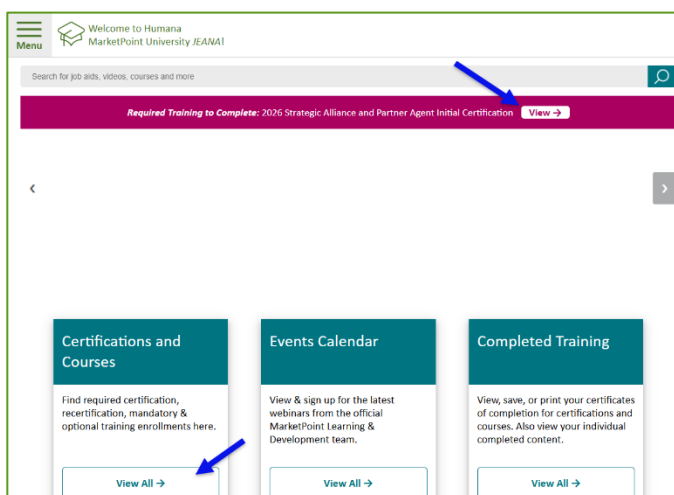 Welcome to Humana
MarketPoint University JEANA!
Menu
Search for job aids, videos, courses and more
Required Training to Complete: 2026 Strategic Alliance and Partner Agent Initial Certification View →
‹ ›
Certifications and
Courses
Find required certification,
recertification, mandatory &
optional training enrollments here.
View All →
Events Calendar
View & sign up for the latest
webinars from the official
MarketPoint Learning &
Development team.
View All →
Completed Training
View, save, or print your certificates
of completion for certifications and
courses. Also view your individual
completed content.
View All →